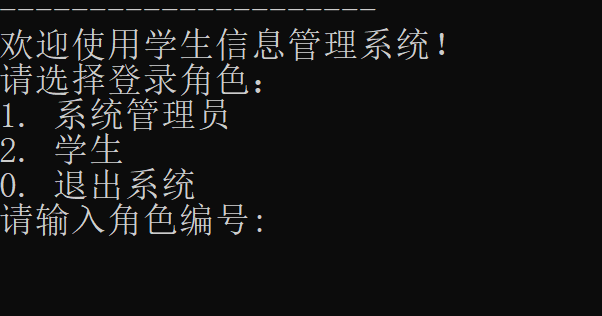 ---------------------
欢迎使用学生信息管理系统!
请选择登录角色：
1. 系统管理员
2. 学生
0. 退出系统
请输入角色编号: